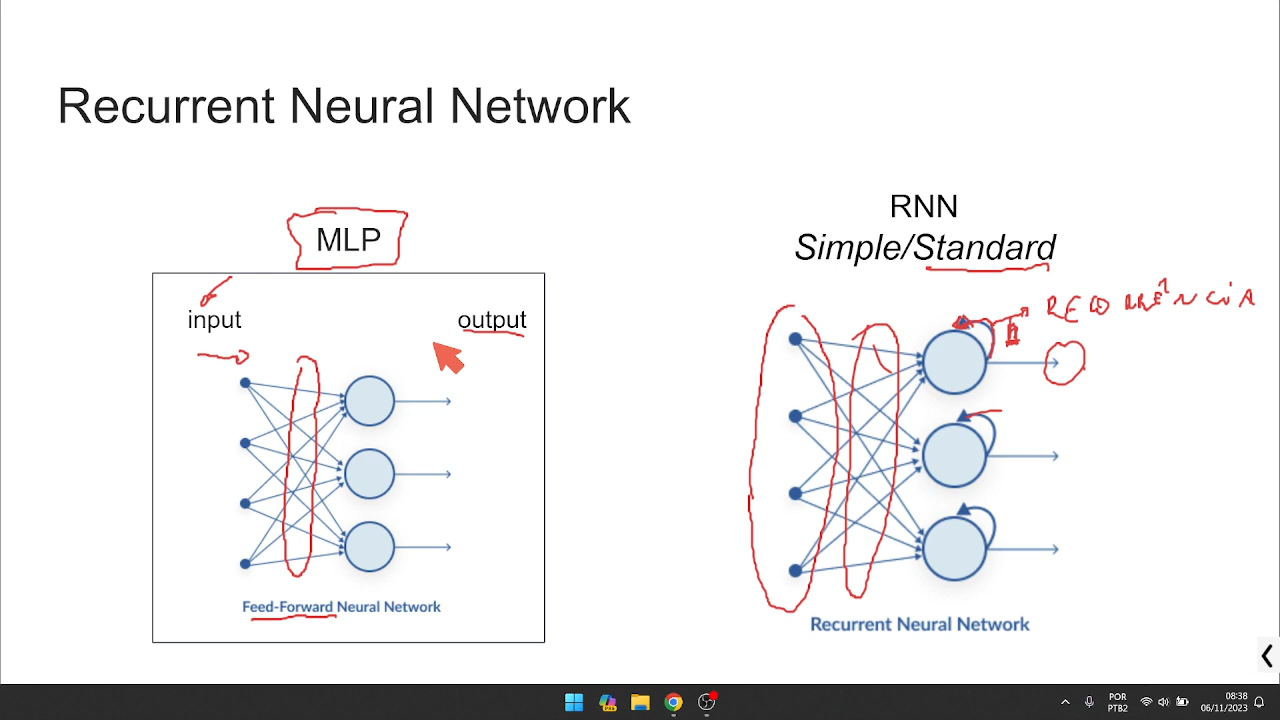 Recurrent Neural Network
MLP
input
output
Feed-Forward Neural Network
RNN
Simple/Standard
h
RECORRÊNCIA
Recurrent Neural Network
POR
PTB2
08:38
06/11/2023